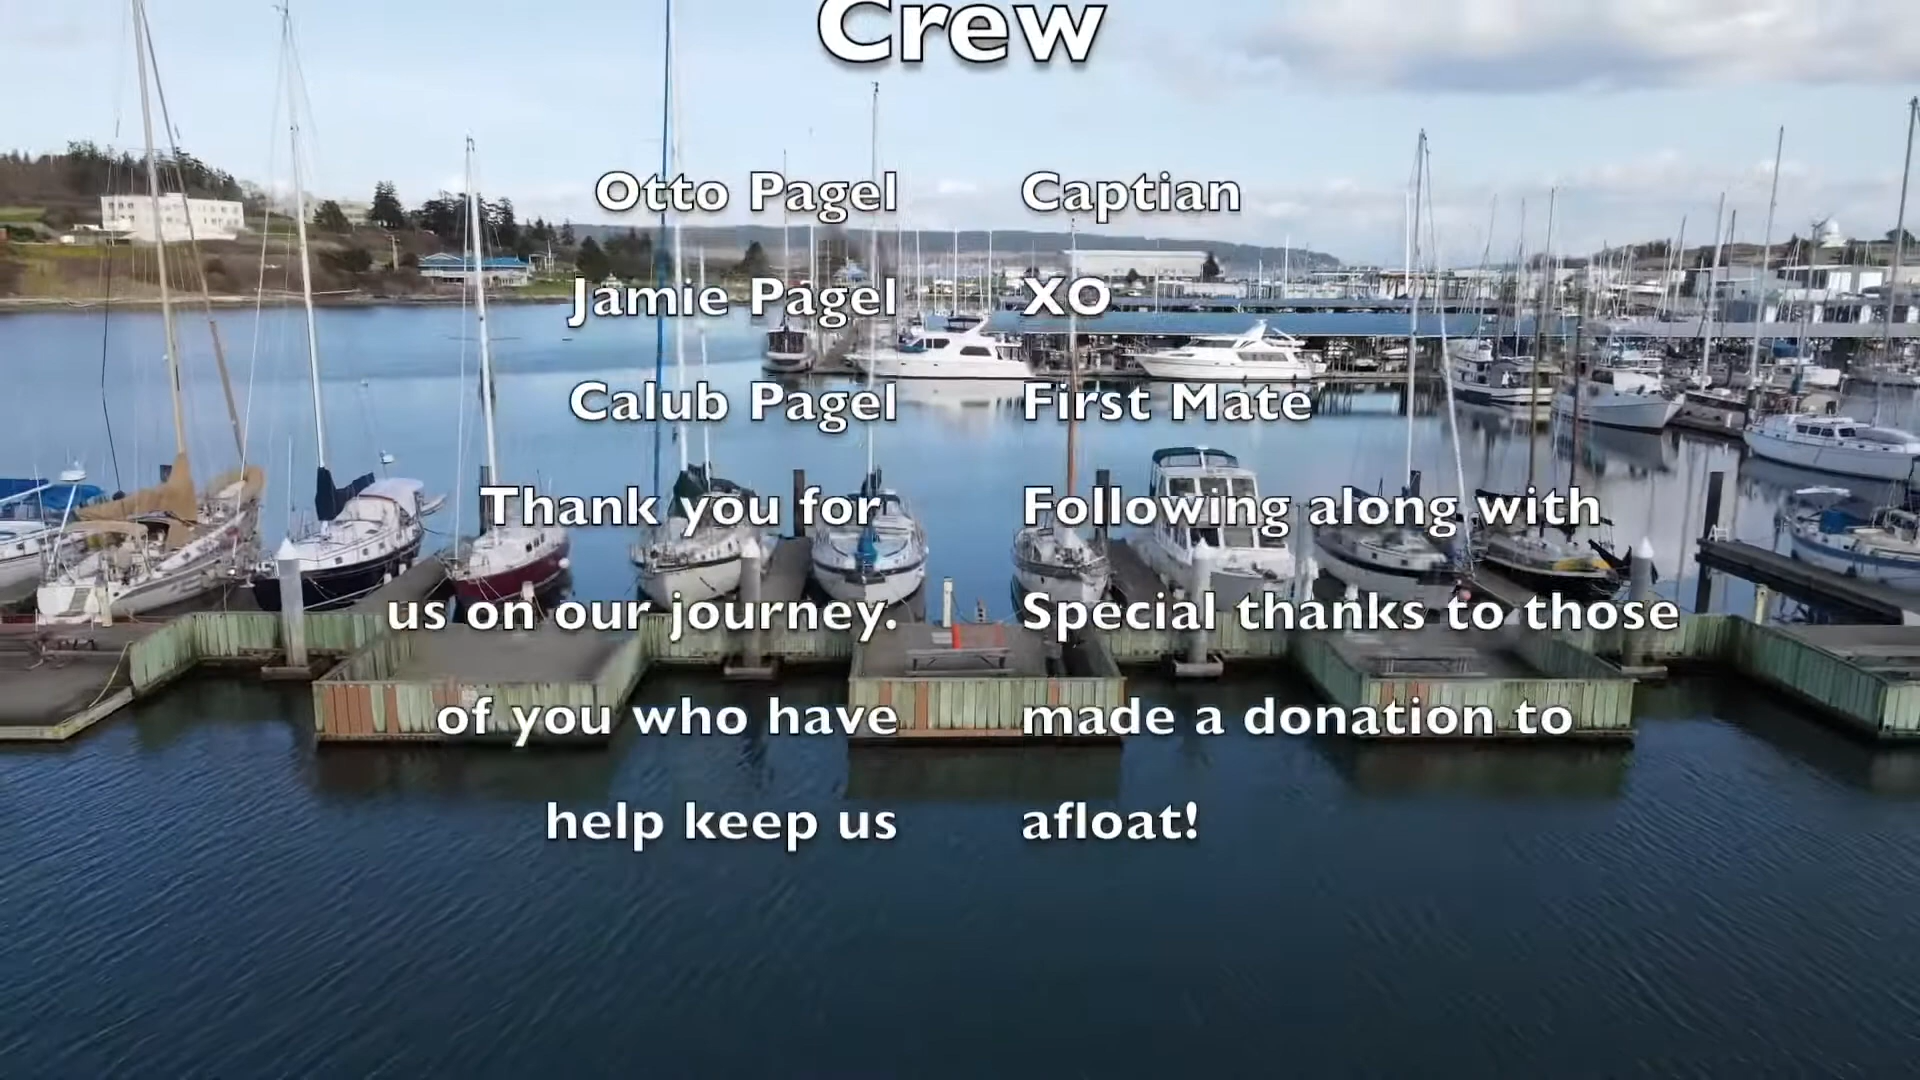 Crew
Otto Pagel Captian
Jamie Pagel XO
Calub Pagel First Mate
Thank you for Following along with
us on our journey. Special thanks to those
of you who have made a donation to
help keep us afloat!